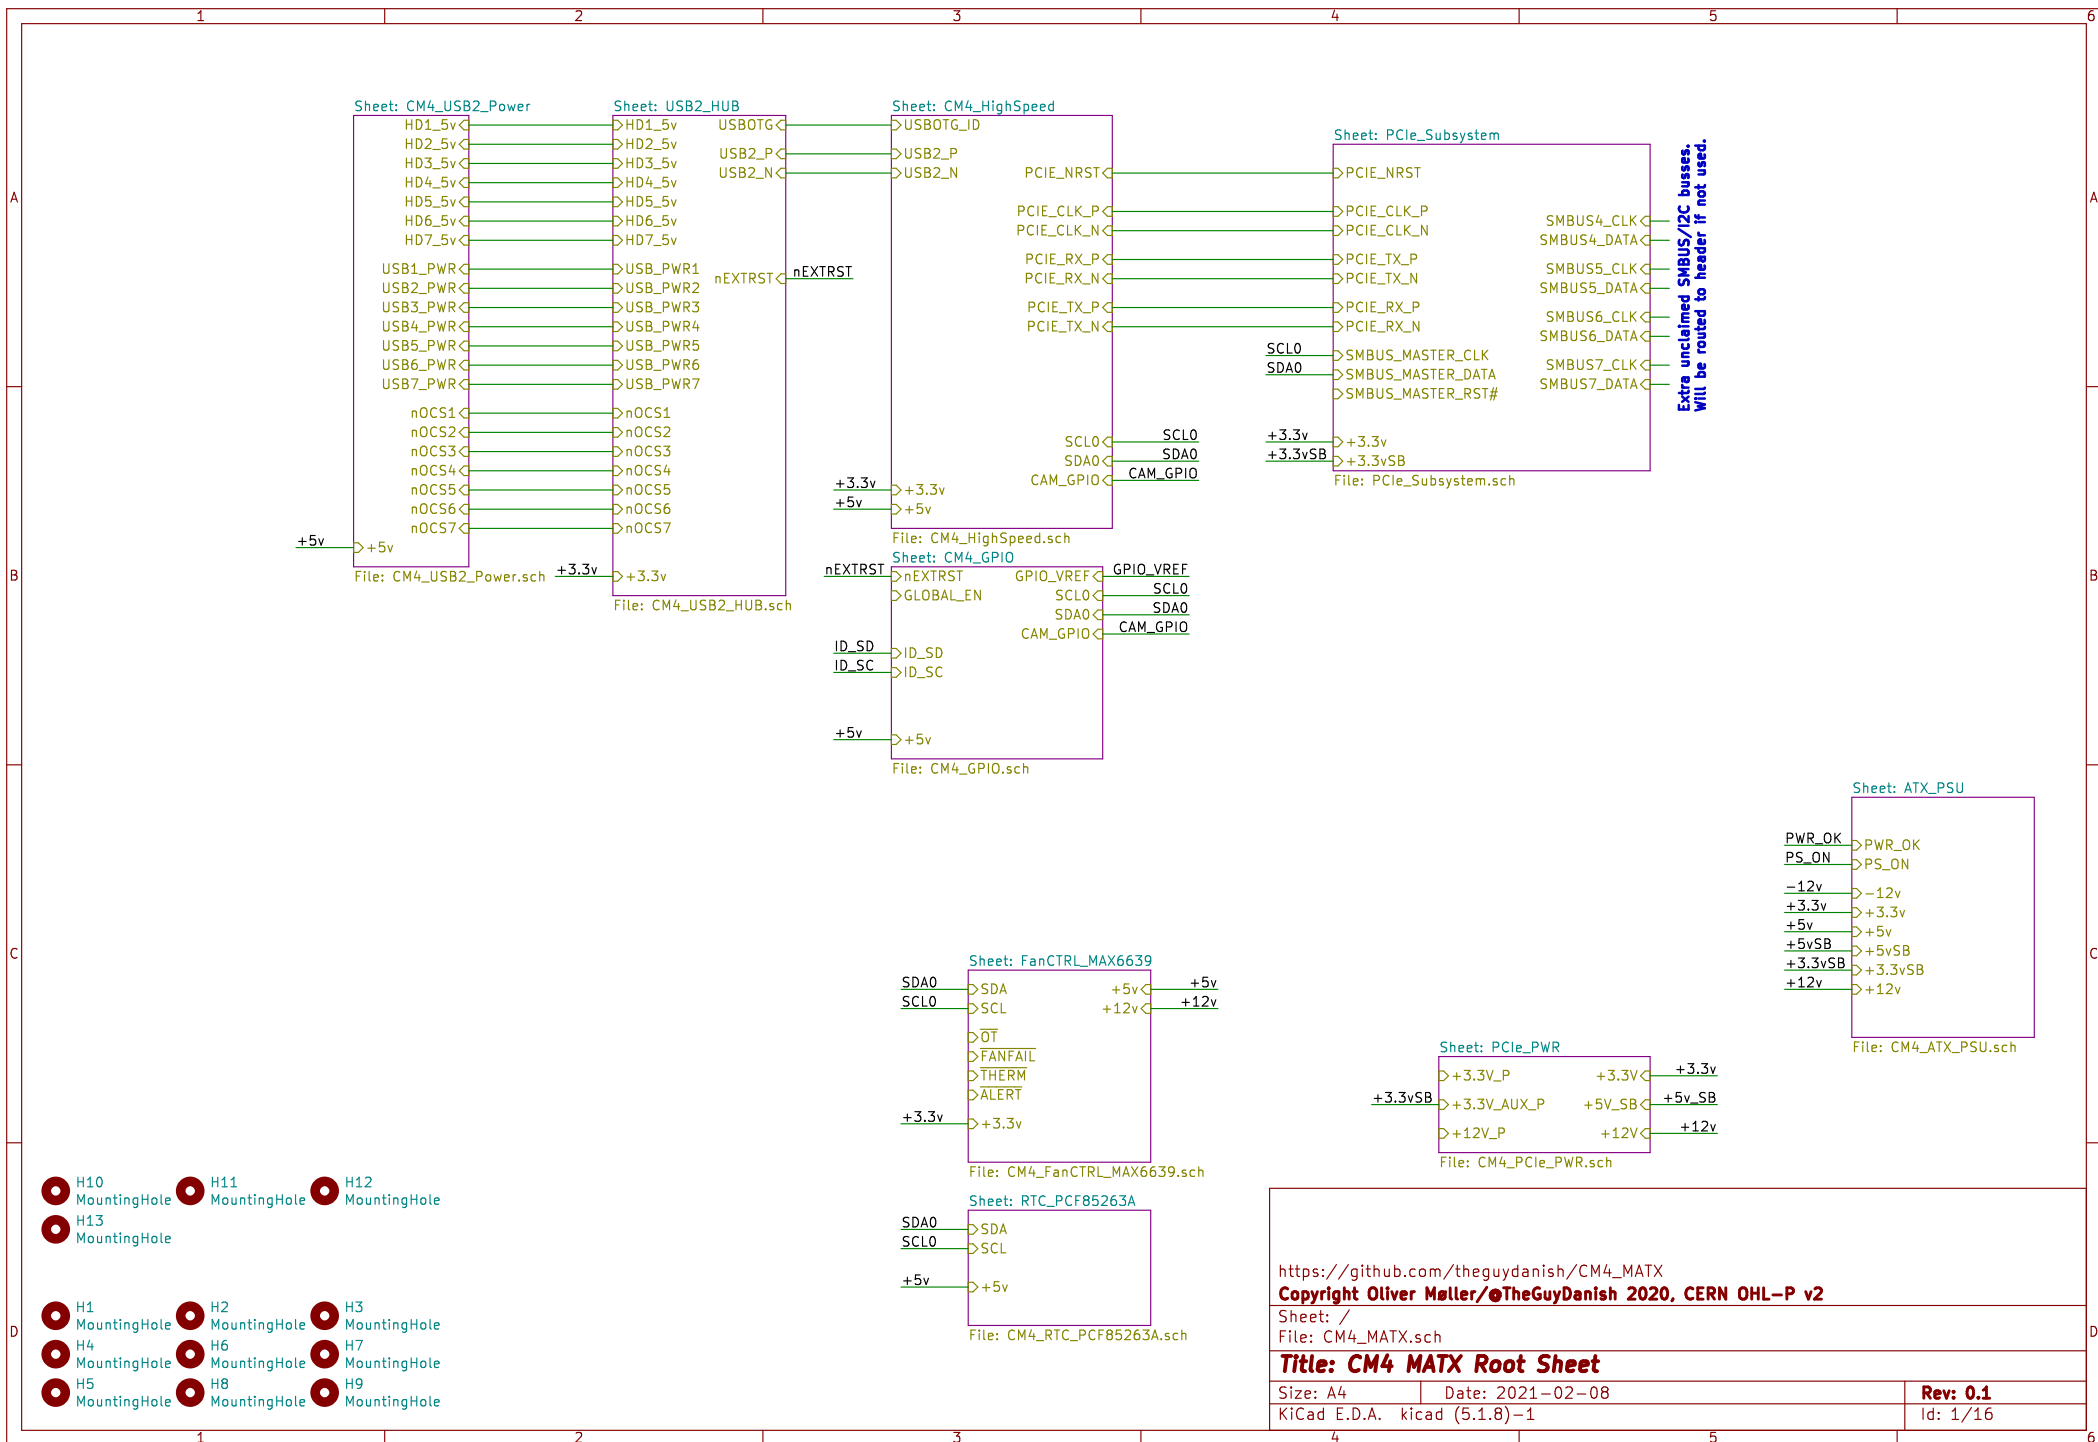 1 2 3 4 5 6
A
B
C
D
A
B
C
D
1 2 3 4 5 6
Sheet: CM4_USB2_Power
HD1_5v
HD2_5v
HD3_5v
HD4_5v
HD5_5v
HD6_5v
HD7_5v
USB1_PWR
USB2_PWR
USB3_PWR
USB4_PWR
USB5_PWR
USB6_PWR
USB7_PWR
nOCS1
nOCS2
nOCS3
nOCS4
nOCS5
nOCS6
nOCS7
+5v
+5v
File: CM4_USB2_Power.sch
Sheet: USB2_HUB
HD1_5v
HD2_5v
HD3_5v
HD4_5v
HD5_5v
HD6_5v
HD7_5v
USB_PWR1
USB_PWR2
USB_PWR3
USB_PWR4
USB_PWR5
USB_PWR6
USB_PWR7
nOCS1
nOCS2
nOCS3
nOCS4
nOCS5
nOCS6
nOCS7
+3.3v
+3.3v
USBOTG
USB2_P
USB2_N
nEXTRST
nEXTRST
File: CM4_USB2_HUB.sch
Sheet: CM4_HighSpeed
USBOTG_ID
USB2_P
USB2_N
+3.3v
+3.3v
+5v
+5v
PCIE_NRST
PCIE_CLK_P
PCIE_CLK_N
PCIE_RX_P
PCIE_RX_N
PCIE_TX_P
PCIE_TX_N
SCL0
SCL0
SDA0
SDA0
CAM_GPIO
CAM_GPIO
File: CM4_HighSpeed.sch
Sheet: CM4_GPIO
nEXTRST
nEXTRST
GLOBAL_EN
ID_SD
ID_SD
ID_SC
ID_SC
+5v
+5v
GPIO_VREF
GPIO_VREF
SCL0
SCL0
SDA0
SDA0
CAM_GPIO
CAM_GPIO
File: CM4_GPIO.sch
Sheet: PCIe_Subsystem
PCIE_NRST
PCIE_CLK_P
PCIE_CLK_N
PCIE_TX_P
PCIE_TX_N
PCIE_RX_P
PCIE_RX_N
SCL0
SMBUS_MASTER_CLK
SDA0
SMBUS_MASTER_DATA
SMBUS_MASTER_RST#
+3.3v
+3.3v
+3.3vSB
+3.3vSB
SMBUS4_CLK
SMBUS4_DATA
SMBUS5_CLK
SMBUS5_DATA
SMBUS6_CLK
SMBUS6_DATA
SMBUS7_CLK
SMBUS7_DATA
File: PCIe_Subsystem.sch
Extra unclaimed SMBUS/I2C busses.
Will be routed to header if not used.
Sheet: ATX_PSU
PWR_OK
PWR_OK
PS_ON
PS_ON
-12v
-12v
+3.3v
+3.3v
+5v
+5v
+5vSB
+5vSB
+3.3vSB
+3.3vSB
+12v
+12v
File: CM4_ATX_PSU.sch
Sheet: FanCTRL_MAX6639
SDA0
SDA
SCL0
SCL
OT
FANFAIL
THERM
ALERT
+3.3v
+3.3v
+5v
+5v
+12v
+12v
File: CM4_FanCTRL_MAX6639.sch
Sheet: PCIe_PWR
+3.3V_P
+3.3vSB
+3.3V_AUX_P
+12V_P
+3.3V
+3.3v
+5V_SB
+5v_SB
+12V
+12v
File: CM4_PCIe_PWR.sch
Sheet: RTC_PCF85263A
SDA0
SDA
SCL0
SCL
+5v
+5v
File: CM4_RTC_PCF85263A.sch
H10
MountingHole
H11
MountingHole
H12
MountingHole
H13
MountingHole
H1
MountingHole
H2
MountingHole
H3
MountingHole
H4
MountingHole
H6
MountingHole
H7
MountingHole
H5
MountingHole
H8
MountingHole
H9
MountingHole
https://github.com/theguydanish/CM4_MATX
Copyright Oliver Møller/@TheGuyDanish 2020, CERN OHL-P v2
Sheet: /
File: CM4_MATX.sch
Title: CM4 MATX Root Sheet
Size: A4 Date: 2021-02-08 Rev: 0.1
KiCad E.D.A. kicad (5.1.8)-1 Id: 1/16